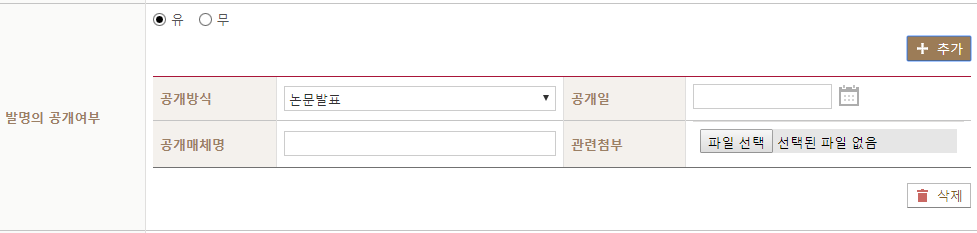 유 무
추가
발명의 공개여부
공개방식 논문발표 공개일
공개매체명 관련첨부 파일 선택 선택된 파일 없음
삭제